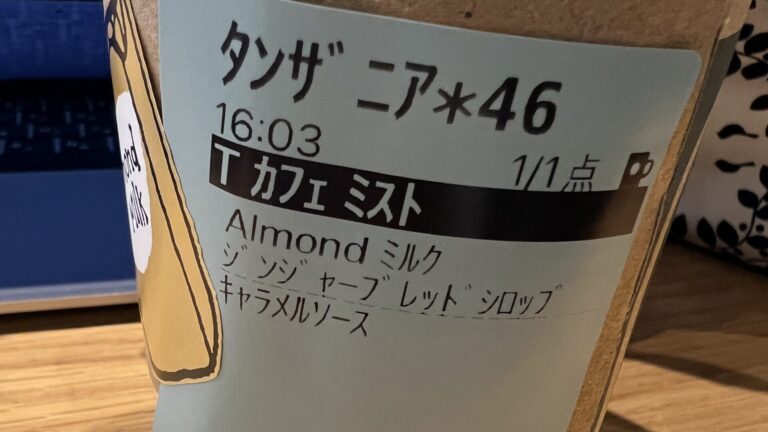 タンザニア*46
16:03
1/1点
T カフェ ミスト
Almond ミルク
ジンジャーブレッドシロップ
キャラメルソース